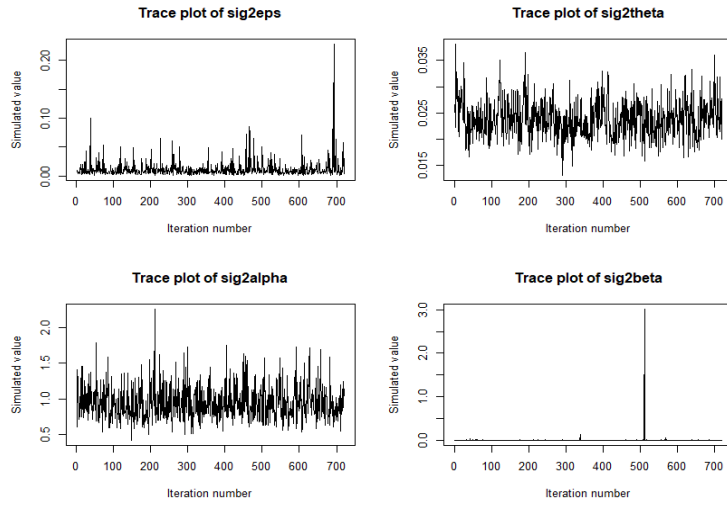 Trace plot of sig2eps
Simulated value
0.00 0.10 0.20
0 100 200 300 400 500 600 700
Iteration number
Trace plot of sig2theta
Simulated value
0.015 0.025 0.035
0 100 200 300 400 500 600 700
Iteration number
Trace plot of sig2alpha
Simulated value
0.5 1.0 1.5 2.0
0 100 200 300 400 500 600 700
Iteration number
Trace plot of sig2beta
Simulated value
0.0 1.0 2.0 3.0
0 100 200 300 400 500 600 700
Iteration number